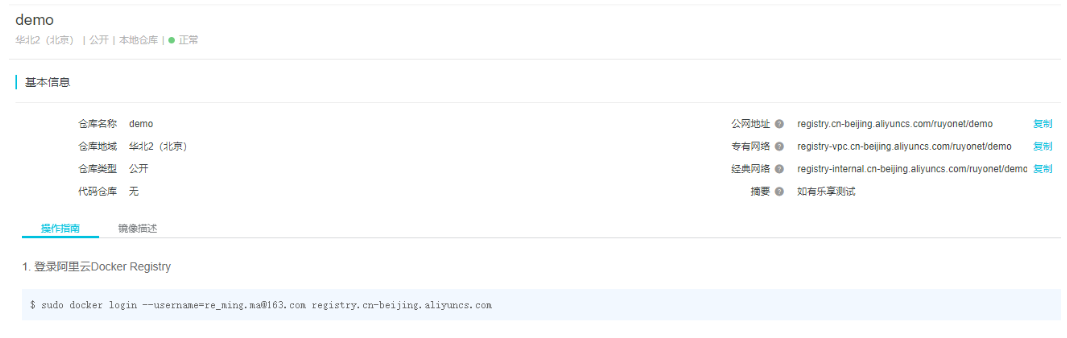 demo
华北2（北京） | 公开 | 本地仓库 | 正常
基本信息
仓库名称 demo
公网地址 registry.cn-beijing.aliyuncs.com/ruyonet/demo 复制
仓库地域 华北2（北京）
专有网络 registry-vpc.cn-beijing.aliyuncs.com/ruyonet/demo 复制
仓库类型 公开
经典网络 registry-internal.cn-beijing.aliyuncs.com/ruyonet/demo 复制
代码仓库 无
摘要 如有乐享测试
操作指南 镜像描述
1. 登录阿里云Docker Registry
$ sudo docker login --username=re_ming.ma@163.com registry.cn-beijing.aliyuncs.com